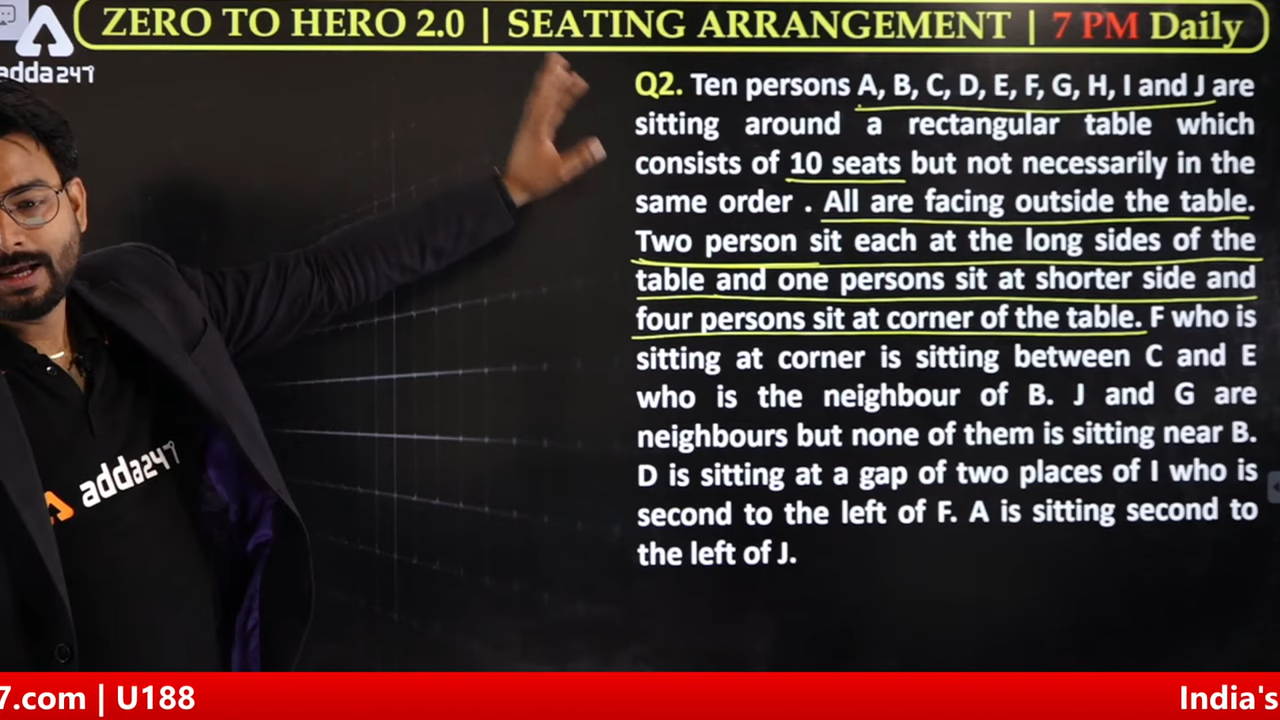 ZERO TO HERO 2.0 | SEATING ARRANGEMENT | 7 PM Daily
adda247
Q2. Ten persons A, B, C, D, E, F, G, H, I and J are
sitting around a rectangular table which
consists of 10 seats but not necessarily in the
same order . All are facing outside the table.
Two person sit each at the long sides of the
table and one persons sit at shorter side and
four persons sit at corner of the table. F who is
sitting at corner is sitting between C and E
who is the neighbour of B. J and G are
neighbours but none of them is sitting near B.
D is sitting at a gap of two places of I who is
second to the left of F. A is sitting second to
the left of J.
adda247
7.com | U188
India's